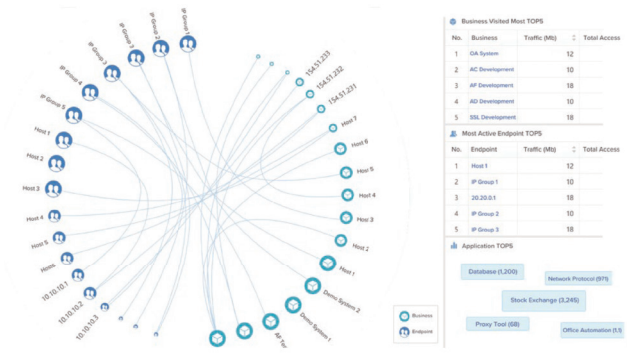 IP Group 1
IP Group 2
IP Group 3
IP Group 3
IP Group 4
IP Group 5
Host 1
Host 2
Host 3
Host 4
Host 5
10.10.10.1
10.10.10.2
10.10.10.3
154.51.233
154.51.232
154.51.231
Host 7
Host 6
Host 5
Host 4
Host 3
Host 2
Host 1
Demo System 2
Demo System 1
Business
Endpoint
Business Visited Most TOP5
No. Business Traffic (Mb) Total Access
1 OA System 12
2 AC Development 10
3 AF Development 18
4 AD Development 10
5 SSL Development 18
Most Active Endpoint TOP5
No. Endpoint Traffic (Mb) Total Access
1 Host 1 12
2 IP Group 1 10
3 20.20.0.1 18
4 IP Group 2 10
5 IP Group 3 18
Application TOP5
Database (1,200)
Network Protocol (971)
Stock Exchange (3,245)
Proxy Tool (68)
Office Automation (1.1)